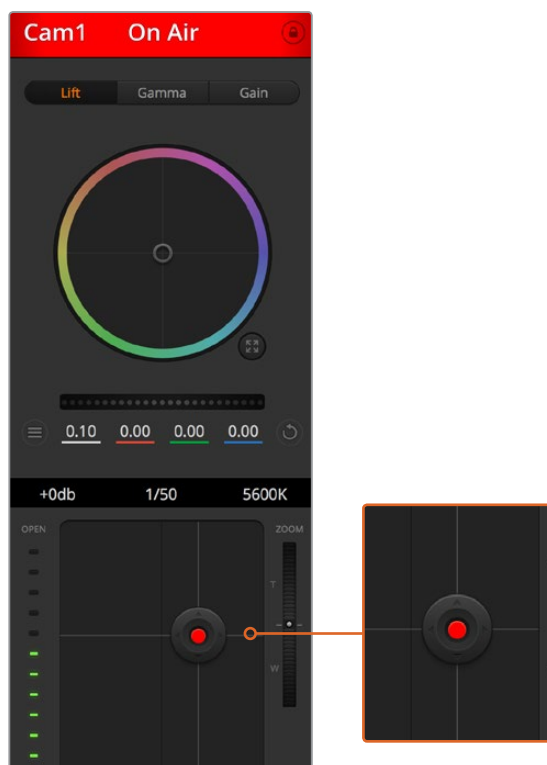 Cam1 On Air
Lift Gamma Gain
0.10 0.00 0.00 0.00
+0db 1/50 5600K
OPEN ZOOM
T
W